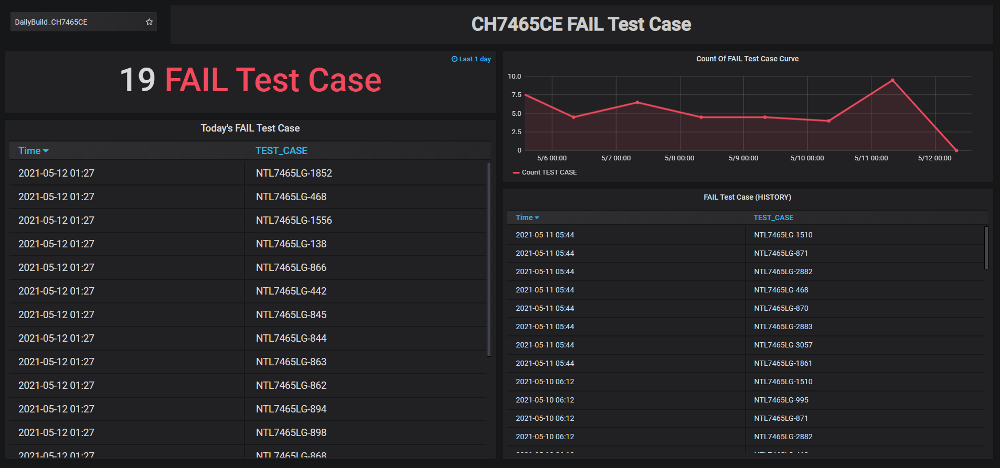 DailyBuild_CH7465CE
CH7465CE FAIL Test Case
Last 1 day
19 FAIL Test Case
Today's FAIL Test Case
Time TEST_CASE
2021-05-12 01:27 NTL7465LG-1852
2021-05-12 01:27 NTL7465LG-468
2021-05-12 01:27 NTL7465LG-1556
2021-05-12 01:27 NTL7465LG-138
2021-05-12 01:27 NTL7465LG-866
2021-05-12 01:27 NTL7465LG-442
2021-05-12 01:27 NTL7465LG-845
2021-05-12 01:27 NTL7465LG-844
2021-05-12 01:27 NTL7465LG-863
2021-05-12 01:27 NTL7465LG-862
2021-05-12 01:27 NTL7465LG-894
2021-05-12 01:27 NTL7465LG-898
2021-05-12 01:27 NTL7465LG-868
Count Of FAIL Test Case Curve
10.0
7.5
5.0
2.5
0
5/6 00:00 5/7 00:00 5/8 00:00 5/9 00:00 5/10 00:00 5/11 00:00 5/12 00:00
Count TEST CASE
FAIL Test Case (HISTORY)
Time TEST_CASE
2021-05-11 05:44 NTL7465LG-1510
2021-05-11 05:44 NTL7465LG-871
2021-05-11 05:44 NTL7465LG-2882
2021-05-11 05:44 NTL7465LG-468
2021-05-11 05:44 NTL7465LG-870
2021-05-11 05:44 NTL7465LG-2883
2021-05-11 05:44 NTL7465LG-3057
2021-05-11 05:44 NTL7465LG-1861
2021-05-10 06:12 NTL7465LG-1510
2021-05-10 06:12 NTL7465LG-995
2021-05-10 06:12 NTL7465LG-871
2021-05-10 06:12 NTL7465LG-2882